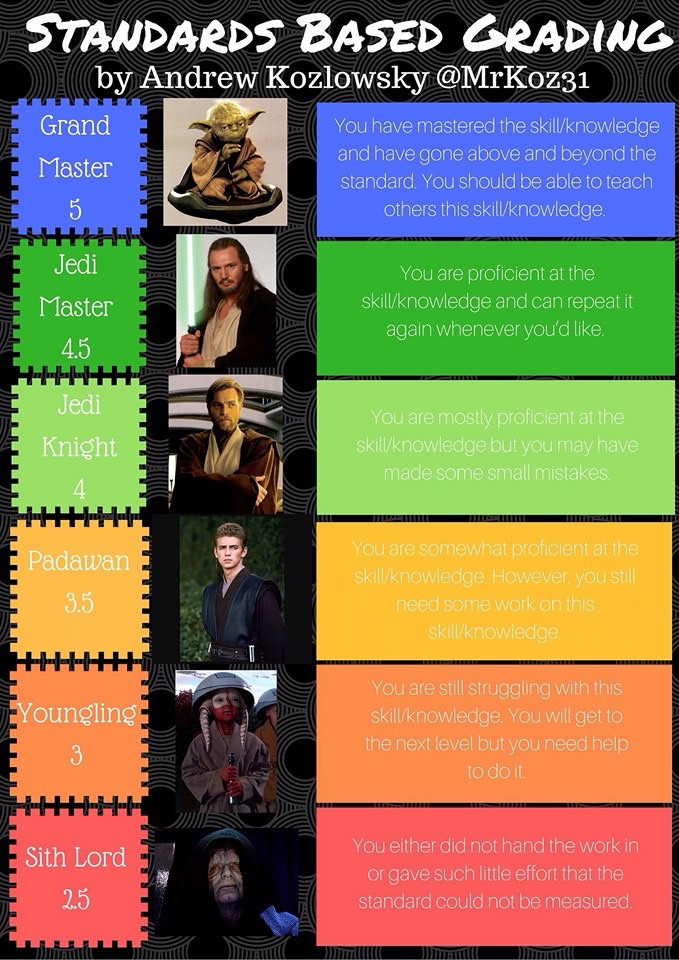 STANDARDS BASED GRADING
by Andrew Kozlowsky @MrKoz31
Grand
Master
5
You have mastered the skill/knowledge
and have gone above and beyond the
standard. You should be able to teach
others this skill/knowledge.
Jedi
Master
4.5
You are proficient at the
skill/knowledge and can repeat it
again whenever you'd like.
Jedi
Knight
4
You are mostly proficient at the
skill/knowledge but you may have
made some small mistakes.
Padawan
3.5
You are somewhat proficient at the
skill/knowledge. However, you still
need some work on this
skill/knowledge.
Youngling
3
You are still struggling with this
skill/knowledge. You will get to
the next level but you need help
to do it.
Sith Lord
2.5
You either did not hand the work in
or gave such little effort that the
standard could not be measured.